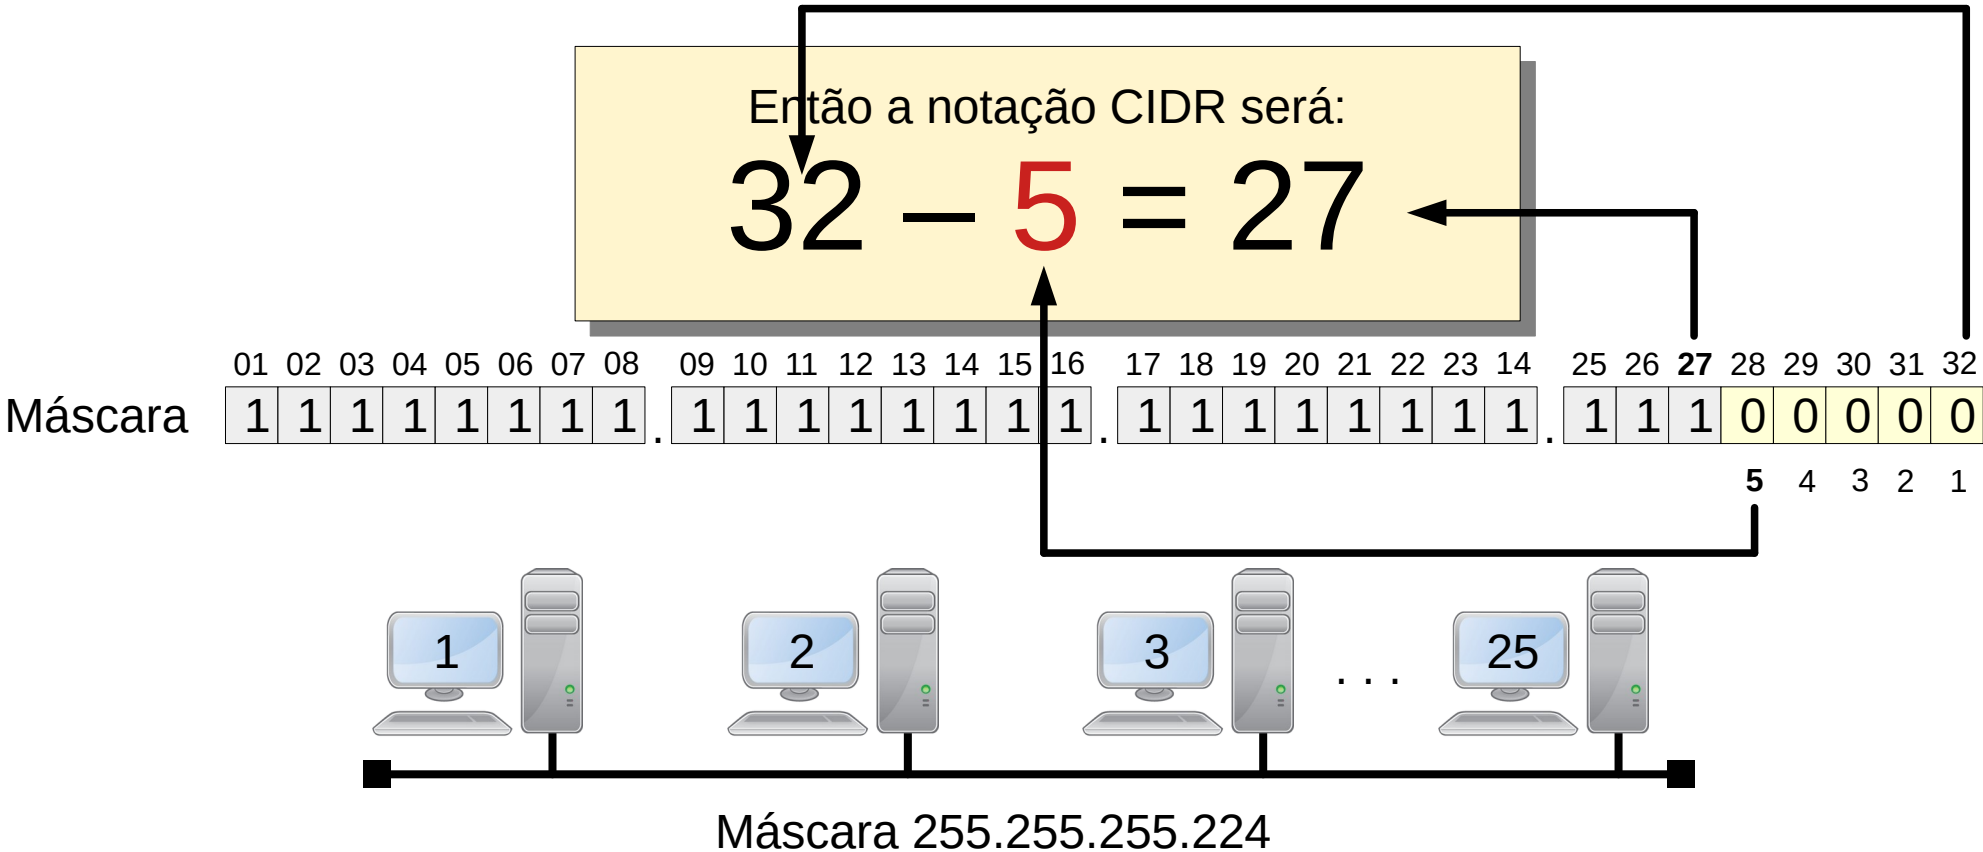 Então a notação CIDR será:
32 – 5 = 27
01 02 03 04 05 06 07 08 09 10 11 12 13 14 15 16 17 18 19 20 21 22 23 14 25 26 27 28 29 30 31 32
Máscara 1 1 1 1 1 1 1 1 . 1 1 1 1 1 1 1 1 . 1 1 1 1 1 1 1 1 . 1 1 1 0 0 0 0 0
5 4 3 2 1
1 2 3 . . . 25
Máscara 255.255.255.224